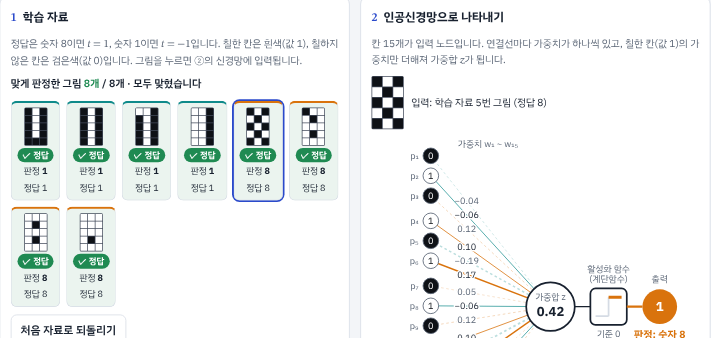 1 학습 자료
정답은 숫자 8이면 t = 1, 숫자 1이면 t = −1입니다. 칠한 칸은 흰색(값 1), 칠하지
않은 칸은 검은색(값 0)입니다. 그림을 누르면 ②의 신경망에 입력됩니다.
맞게 판정한 그림 8개 / 8개 · 모두 맞혔습니다
✓ 정답 ✓ 정답 ✓ 정답 ✓ 정답 ✓ 정답 ✓ 정답
판정 1 판정 1 판정 1 판정 1 판정 8 판정 8
정답 1 정답 1 정답 1 정답 1 정답 8 정답 8
✓ 정답 ✓ 정답
판정 8 판정 8
정답 8 정답 8
처음 자료로 되돌리기
2 인공신경망으로 나타내기
칸 15개가 입력 노드입니다. 연결선마다 가중치가 하나씩 있고, 칠한 칸(값 1)의 가
중치만 더해져 가중합 z가 됩니다.
입력: 학습 자료 5번 그림 (정답 8)
가중치 w₁ ~ w₁₅
p₁ 0
p₂ 1
p₃ 0
p₄ 1
p₅ 0
p₆ 1
p₇ 0
p₈ 1
p₉ 0
−0.04
−0.06
0.12
0.10
−0.19
0.17
0.05
−0.06
0.12
가중합 z
0.42
활성화 함수
(계단함수)
기준 0
출력
1
판정: 숫자 8